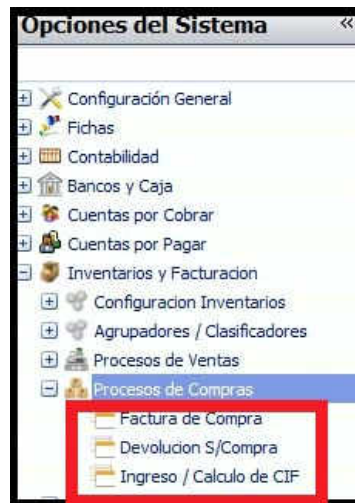 Opciones del Sistema «
Configuración General
Fichas
Contabilidad
Bancos y Caja
Cuentas por Cobrar
Cuentas por Pagar
Inventarios y Facturacion
Configuracion Inventarios
Agrupadores / Clasificadores
Procesos de Ventas
Procesos de Compras
Factura de Compra
Devolucion S/Compra
Ingreso / Calculo de CIF